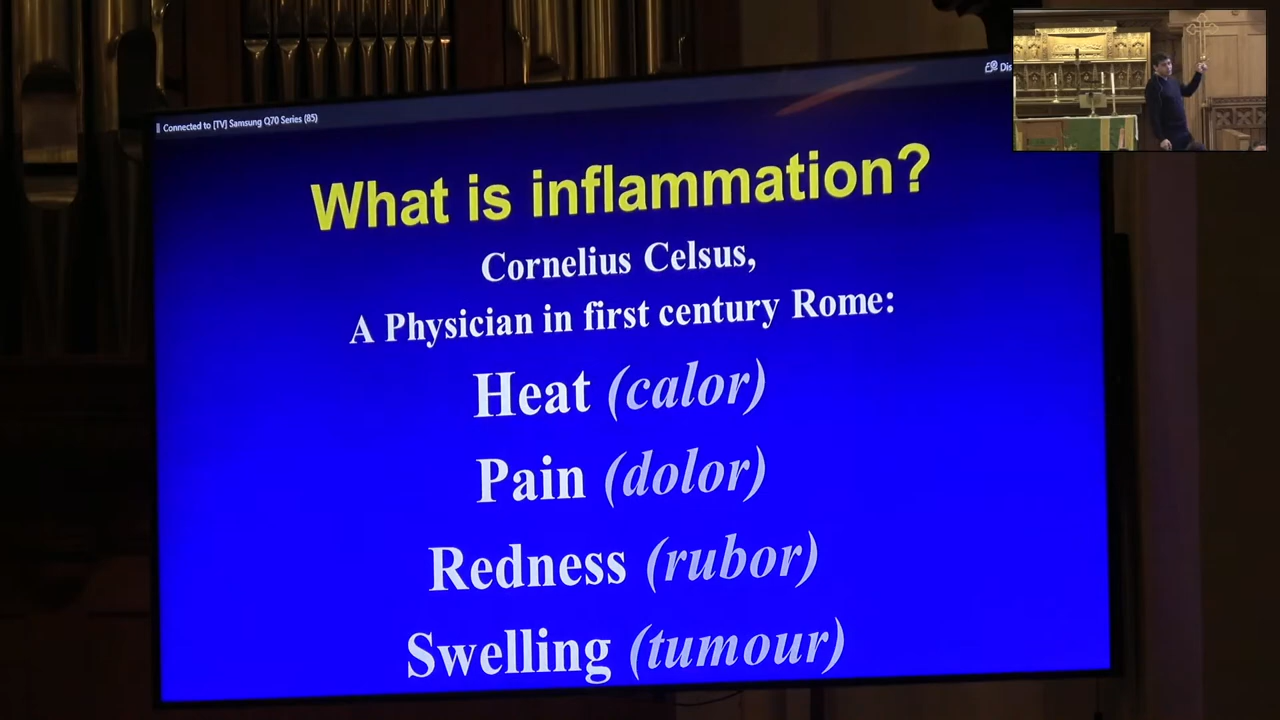 Connected to [TV] Samsung Q70 Series (85)
Dis
What is inflammation?
Cornelius Celsus,
A Physician in first century Rome:
Heat (calor)
Pain (dolor)
Redness (rubor)
Swelling (tumour)